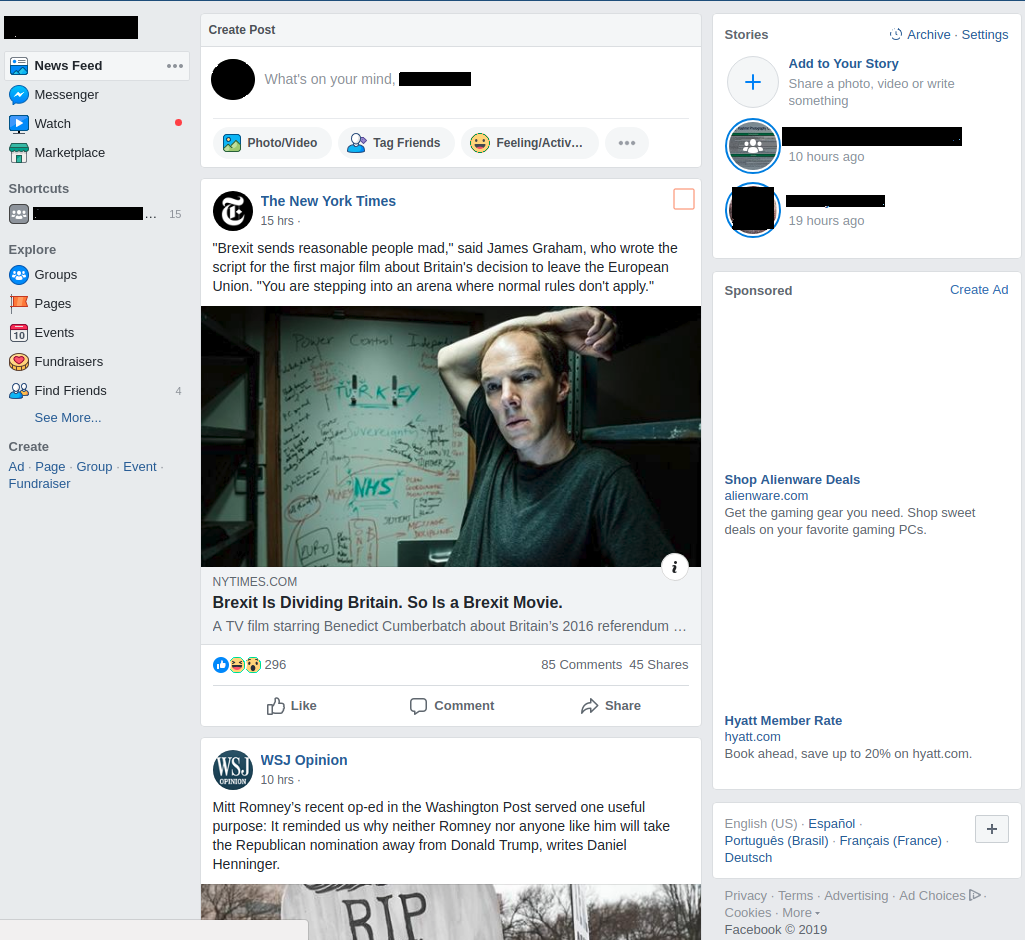 News Feed
Messenger
Watch
Marketplace
Shortcuts
... 15
Explore
Groups
Pages
10 Events
Fundraisers
Find Friends 4
See More...
Create
Ad · Page · Group · Event ·
Fundraiser
Create Post
What's on your mind,
Photo/Video
Tag Friends
Feeling/Activ...
The New York Times
15 hrs ·
"Brexit sends reasonable people mad," said James Graham, who wrote the
script for the first major film about Britain's decision to leave the European
Union. "You are stepping into an arena where normal rules don't apply."
Power Control
TURKEY
Sovereignty
MONEY
NHS
MESSAGE
DISCIPLINE
EURO
i
NYTIMES.COM
Brexit Is Dividing Britain. So Is a Brexit Movie.
A TV film starring Benedict Cumberbatch about Britain’s 2016 referendum …
296
85 Comments 45 Shares
Like
Comment
Share
WSJ
OPINION
WSJ Opinion
10 hrs ·
Mitt Romney’s recent op-ed in the Washington Post served one useful
purpose: It reminded us why neither Romney nor anyone like him will take
the Republican nomination away from Donald Trump, writes Daniel
Henninger.
RIP
Stories
Archive · Settings
Add to Your Story
Share a photo, video or write
something
10 hours ago
19 hours ago
Sponsored
Create Ad
Shop Alienware Deals
alienware.com
Get the gaming gear you need. Shop sweet
deals on your favorite gaming PCs.
Hyatt Member Rate
hyatt.com
Book ahead, save up to 20% on hyatt.com.
English (US) · Español ·
Português (Brasil) · Français (France) ·
Deutsch
Privacy · Terms · Advertising · Ad Choices ·
Cookies · More
Facebook © 2019